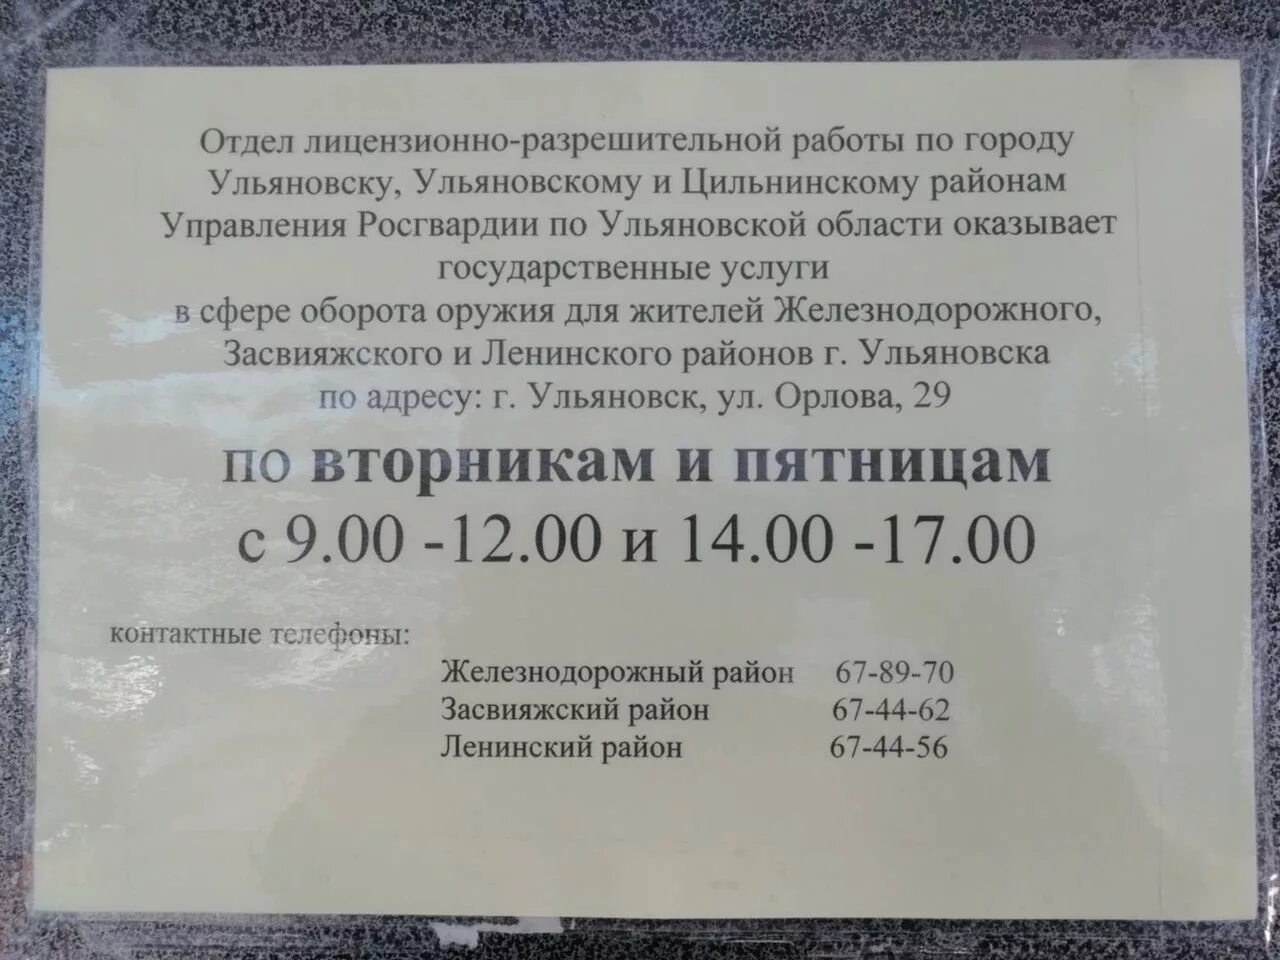 Отдел лицензионно-разрешительной работы по городу
Ульяновску, Ульяновскому и Цильнинскому районам
Управления Росгвардии по Ульяновской области оказывает
государственные услуги
в сфере оборота оружия для жителей Железнодорожного,
Засвияжского и Ленинского районов г. Ульяновска
по адресу: г. Ульяновск, ул. Орлова, 29
по вторникам и пятницам
с 9.00 -12.00 и 14.00 -17.00
контактные телефоны:
Железнодорожный район 67-89-70
Засвияжский район 67-44-62
Ленинский район 67-44-56